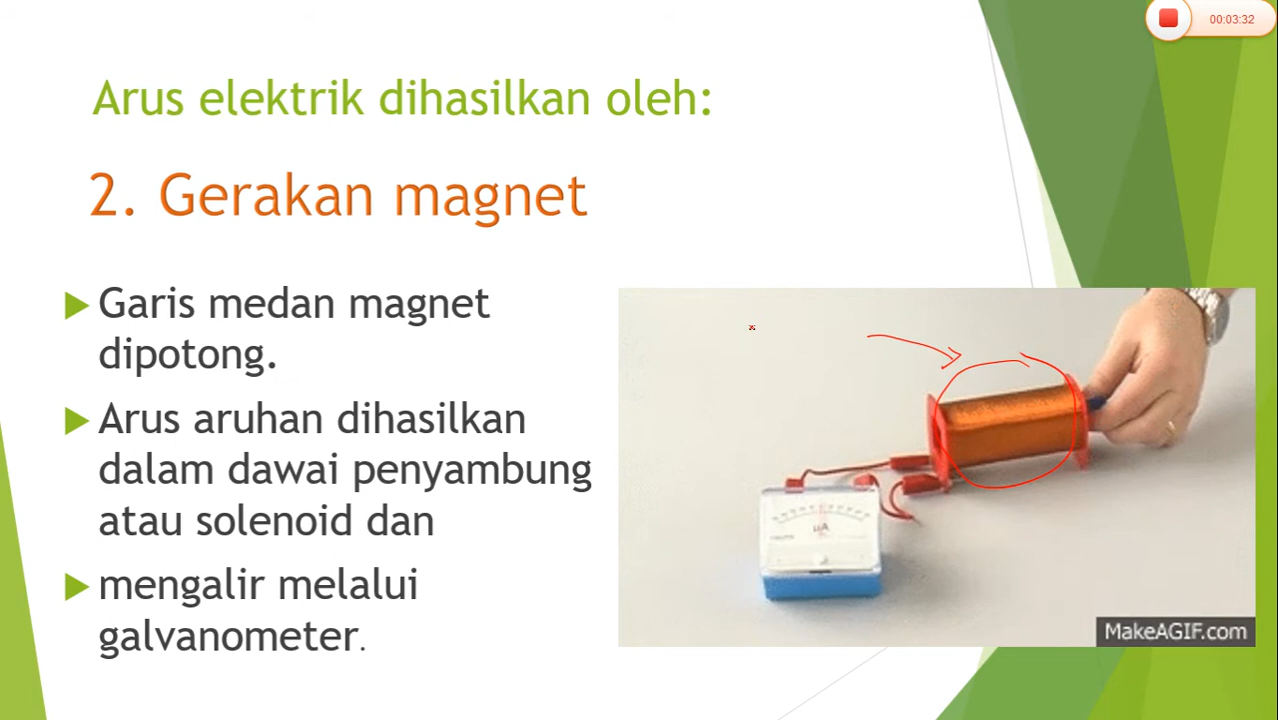 00:03:32
Arus elektrik dihasilkan oleh:
2. Gerakan magnet
Garis medan magnet
dipotong.
Arus aruhan dihasilkan
dalam dawai penyambung
atau solenoid dan
mengalir melalui
galvanometer.
µA
MakeAGIF.com